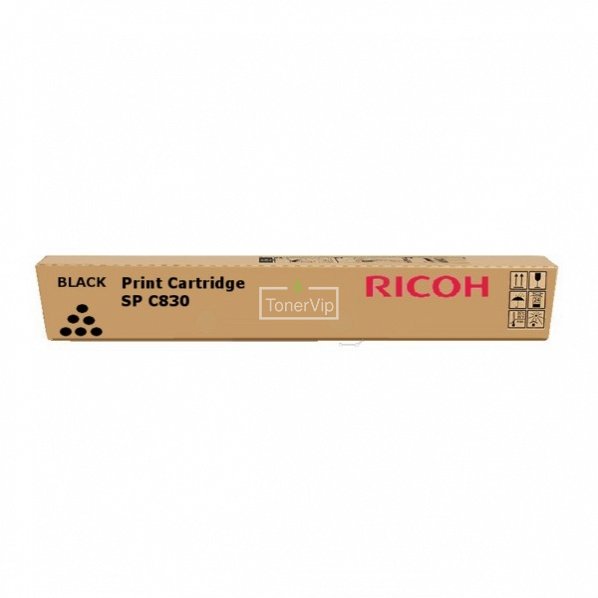 BLACK
Print Cartridge
SP C830
TonerVip
RICOH